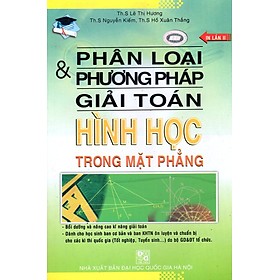 Th.S Lê Thị Hương
Th.S Nguyễn Kiếm, Th.S Hồ Xuân Thắng
IN LẦN II
PHÂN LOẠI
& PHƯƠNG PHÁP
GIẢI TOÁN
HÌNH HỌC
TRONG MẶT PHẲNG
- Bồi dưỡng và nâng cao kĩ năng giải toán
- Dành cho học sinh ban cơ bản và ban KHTN ôn luyện và chuẩn bị
cho các kì thi quốc gia (Tốt nghiệp, Tuyển sinh...) do bộ GD&ĐT tổ chức.
NHÀ XUẤT BẢN ĐẠI HỌC QUỐC GIA HÀ NỘI